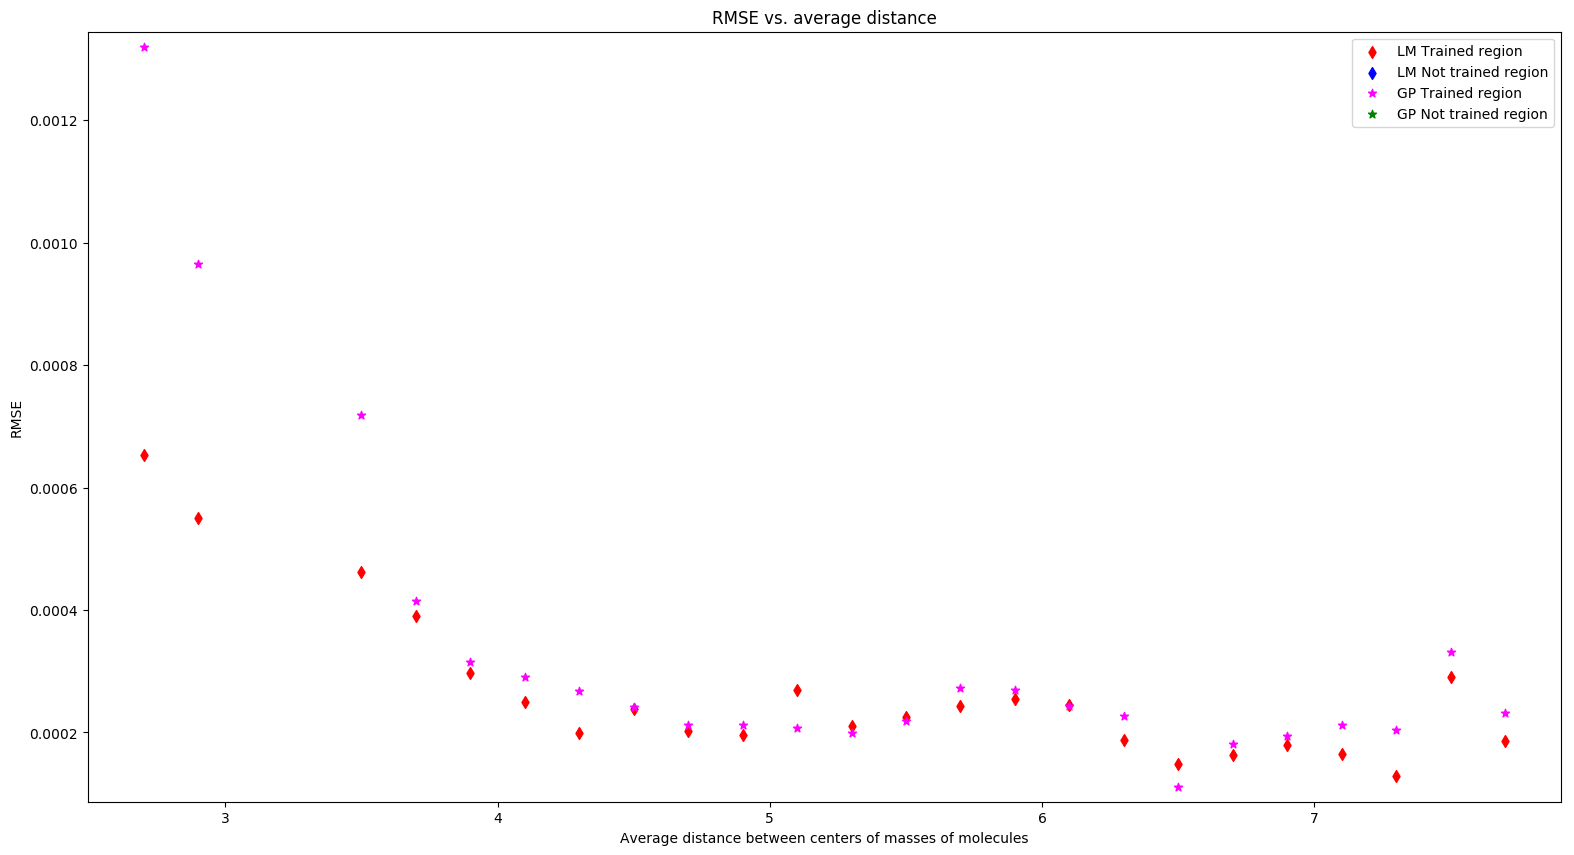 RMSE vs. average distance
LM Trained region
LM Not trained region
GP Trained region
GP Not trained region
0.0012
0.0010
0.0008
0.0006
0.0004
0.0002
RMSE
3 4 5 6 7
Average distance between centers of masses of molecules